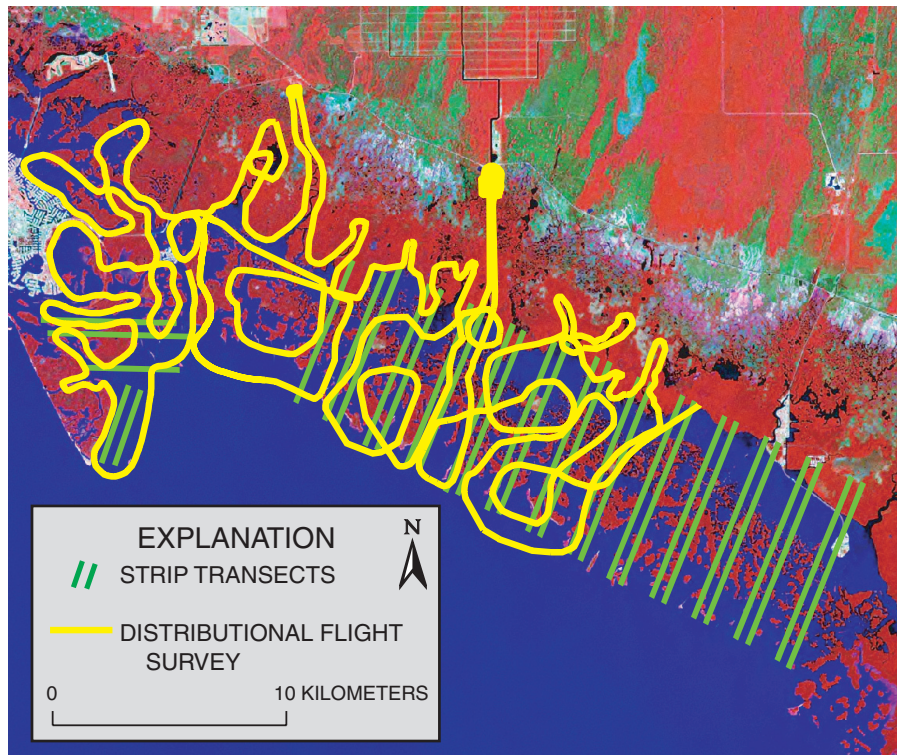 EXPLANATION
N
STRIP TRANSECTS
DISTRIBUTIONAL FLIGHT
SURVEY
0
10 KILOMETERS